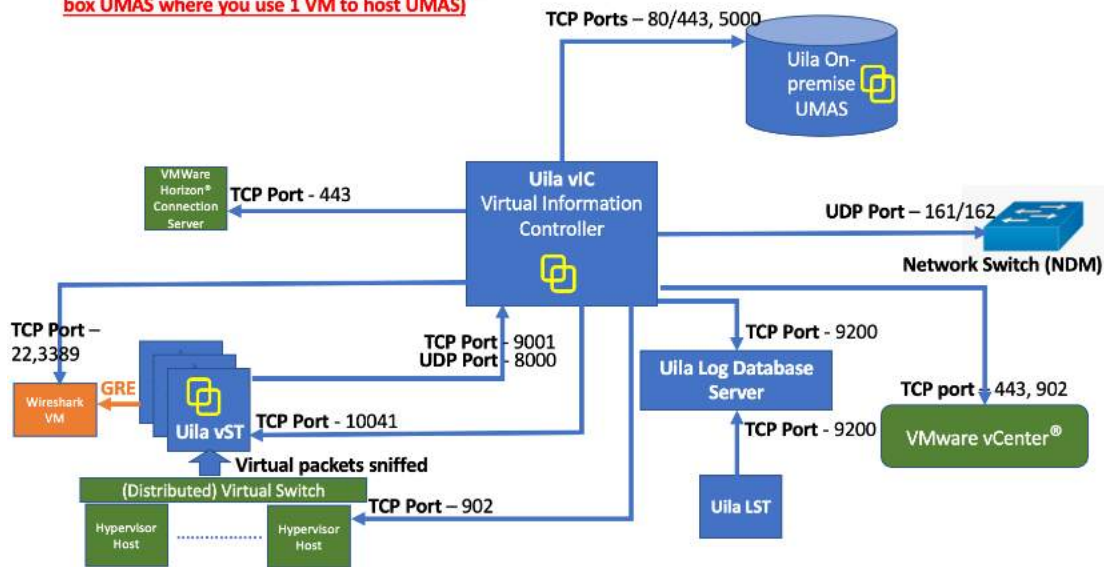 box UMAS where you use 1 VM to host UMAS)
TCP Ports – 80/443, 5000
Uila On-
premise
UMAS
VMWare
Horizon®
Connection
Server
TCP Port - 443
Uila vIC
Virtual Information
Controller
UDP Port – 161/162
Network Switch (NDM)
TCP Port –
22,3389
TCP Port - 9001
UDP Port - 8000
TCP Port - 9200
Uila Log Database
Server
TCP port – 443, 902
VMware vCenter®
Wireshark
VM
GRE
Uila vST
TCP Port - 10041
TCP Port - 9200
Virtual packets sniffed
(Distributed) Virtual Switch
TCP Port – 902
Uila LST
Hypervisor
Host
Hypervisor
Host